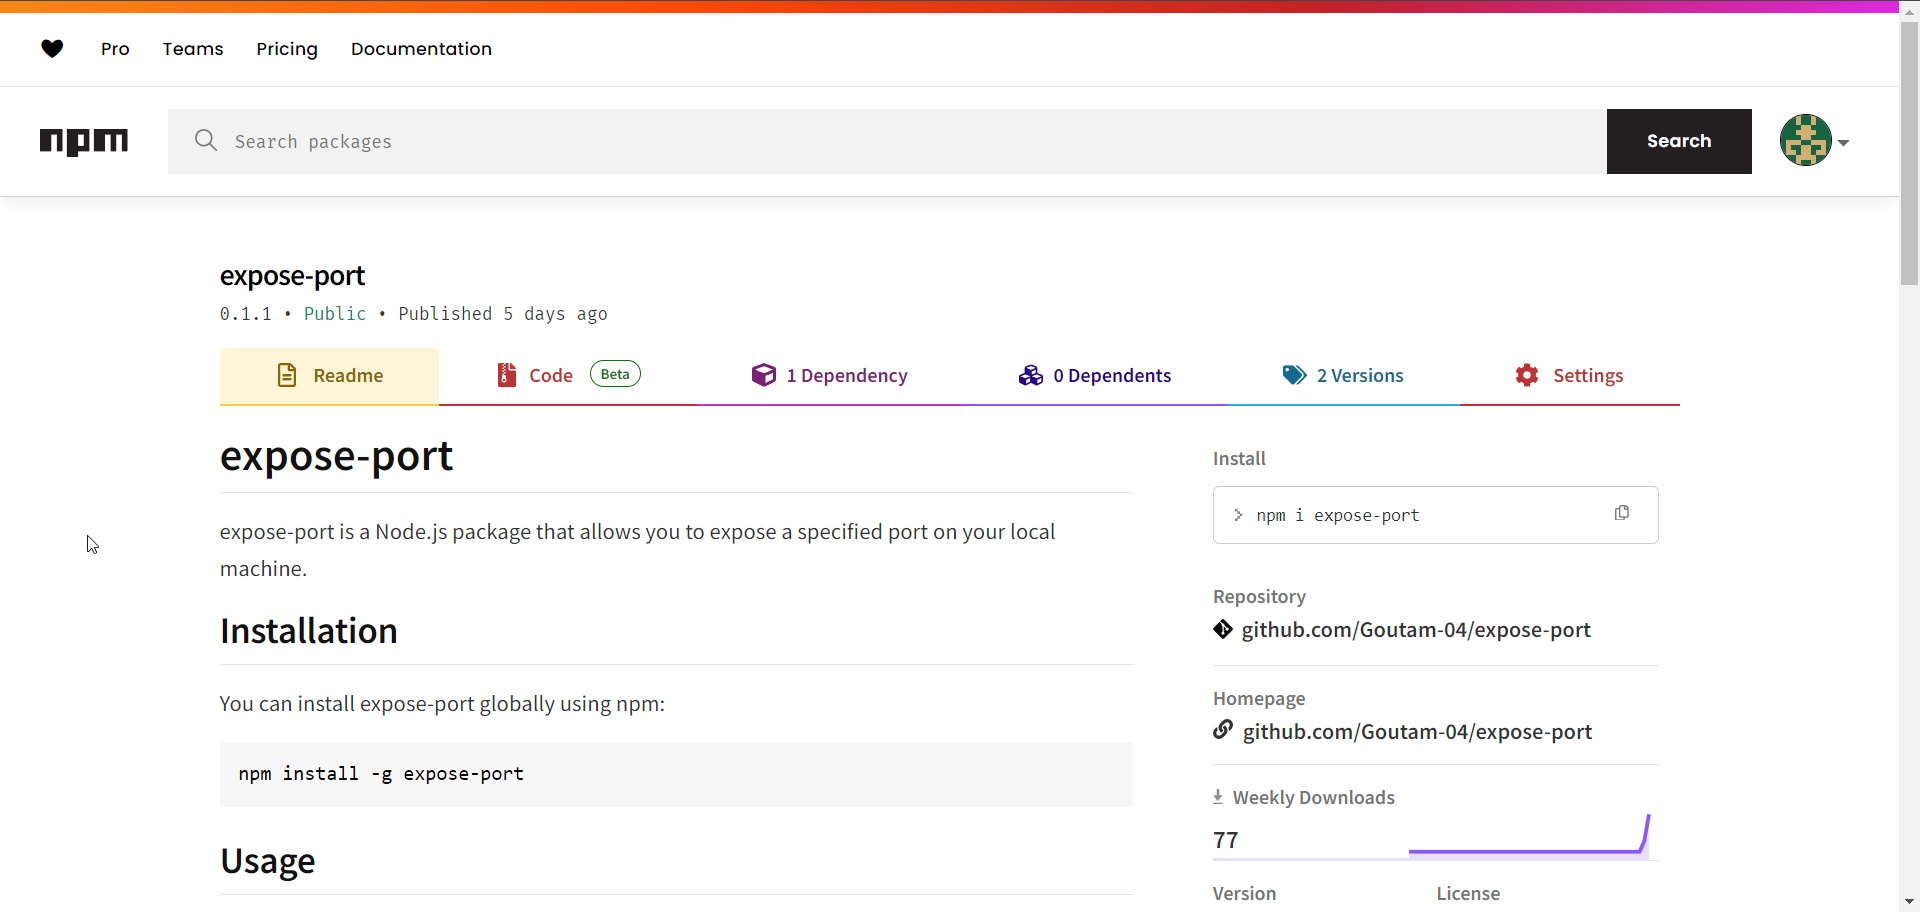 Pro Teams Pricing Documentation
npm Search packages Search
expose-port
0.1.1 • Public • Published 5 days ago
Readme Code Beta 1 Dependency 0 Dependents 2 Versions Settings
expose-port
expose-port is a Node.js package that allows you to expose a specified port on your local
machine.
Installation
You can install expose-port globally using npm:
npm install -g expose-port
Usage
Install
> npm i expose-port
Repository
github.com/Goutam-04/expose-port
Homepage
github.com/Goutam-04/expose-port
Weekly Downloads
77
Version License